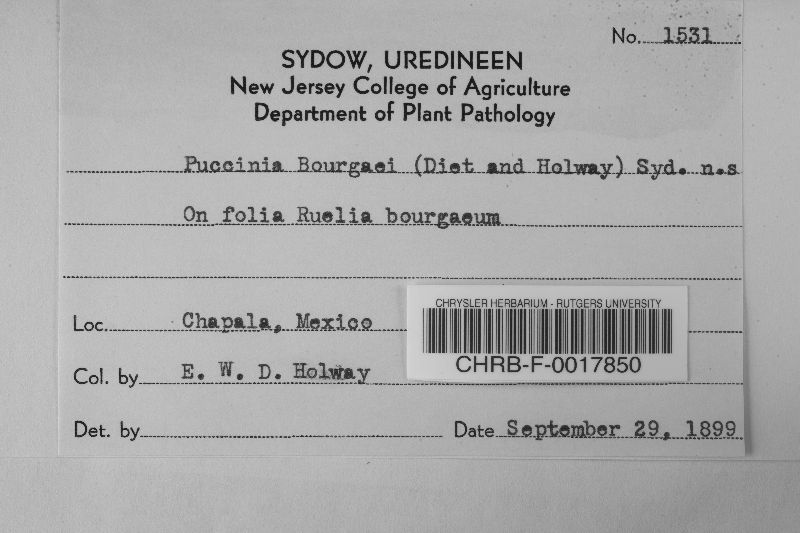 No. 1531
SYDOW, UREDINEEN
New Jersey College of Agriculture
Department of Plant Pathology
Puccinia Bourgaei (Diet and Holway) Syd. n.s
On folia Ruelia bourgaeum
Loc. Chapala, Mexico
CHRYSLER HERBARIUM - RUTGERS UNIVERSITY
CHRB-F-0017850
Col. by E. W. D. Holway
Det. by Date September 29, 1899